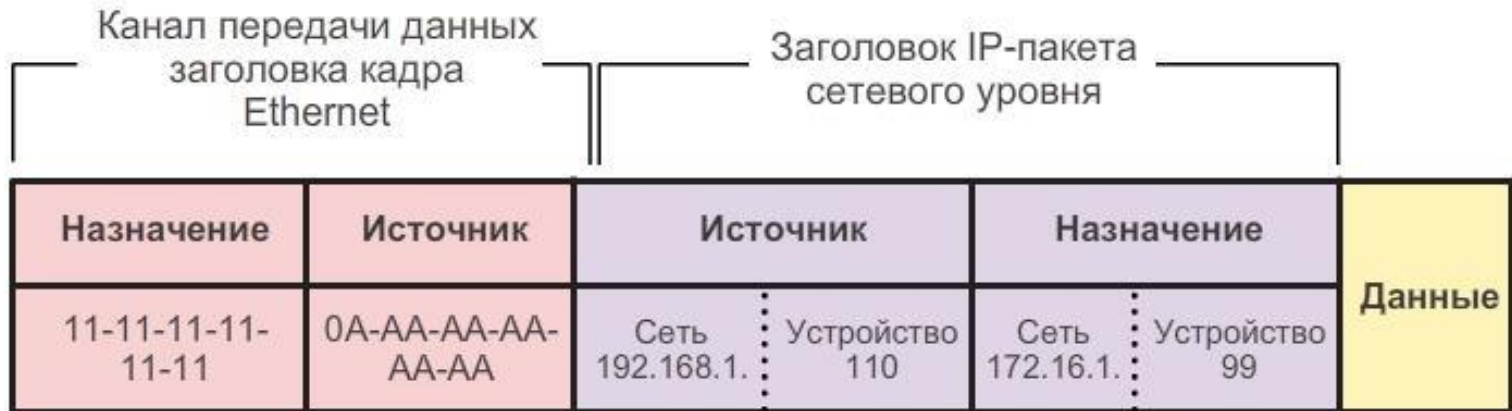 Канал передачи данных
заголовка кадра
Ethernet
Заголовок IP-пакета
сетевого уровня
Назначение
Источник
Источник
Назначение
Данные
11-11-11-11-
11-11
0A-AA-AA-AA-
AA-AA
Сеть
192.168.1.
Устройство
110
Сеть
172.16.1.
Устройство
99